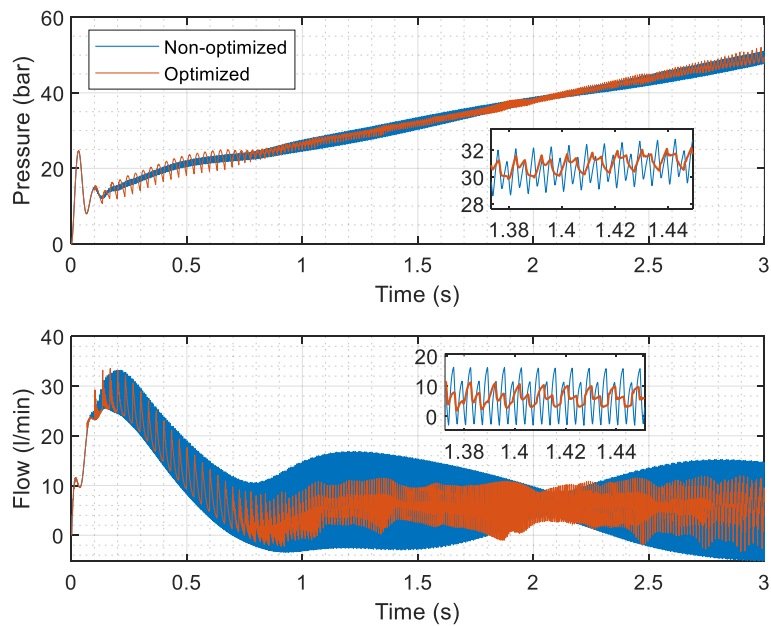 60
40
20
0
Pressure (bar)
Non-optimized
Optimized
32
30
28
1.38 1.4 1.42 1.44
0 0.5 1 1.5 2 2.5 3
Time (s)
40
30
20
10
0
Flow (l/min)
20
10
0
1.38 1.4 1.42 1.44
0 0.5 1 1.5 2 2.5 3
Time (s)